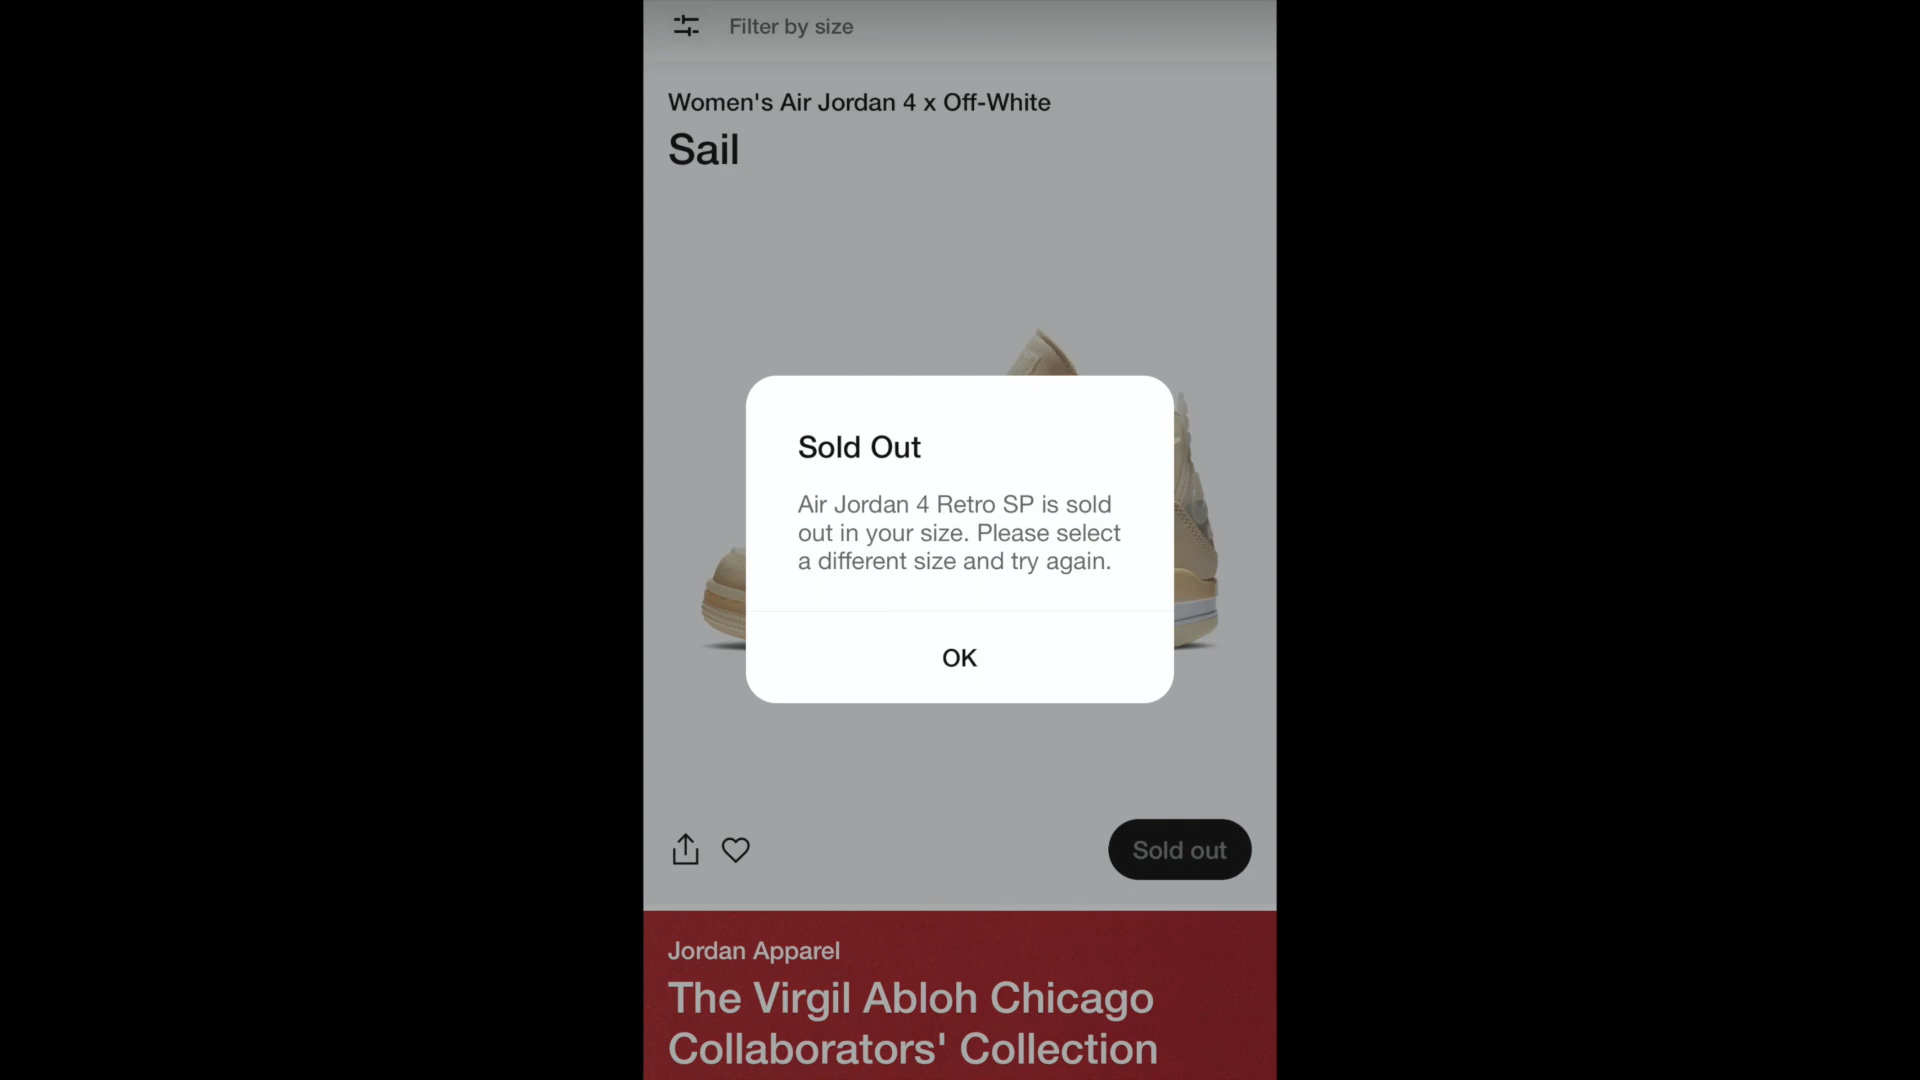 Filter by size
Women's Air Jordan 4 x Off-White
Sail
Sold Out
Air Jordan 4 Retro SP is sold
out in your size. Please select
a different size and try again.
OK
Sold out
Jordan Apparel
The Virgil Abloh Chicago
Collaborators' Collection